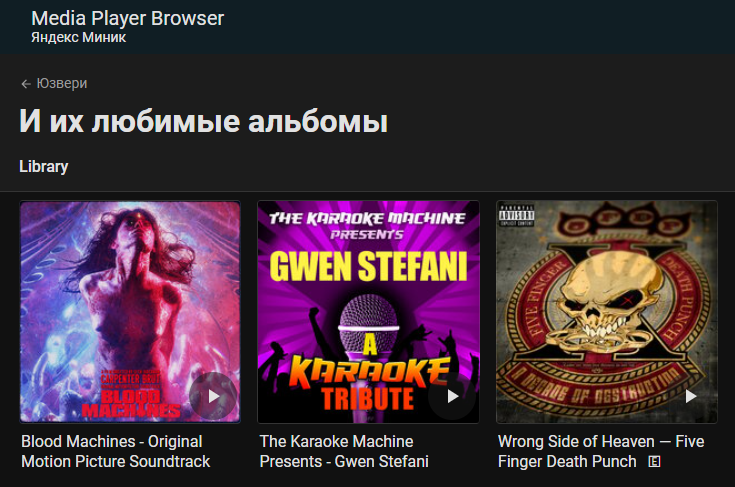 Media Player Browser
Яндекс Миник
← Юзвери
И их любимые альбомы
Library
CARPENTER BRUT
BLOOD
MACHINES
THE KARAOKE MACHINE
PRESENTS
GWEN STEFANI
A
KARAOKE
TRIBUTE
PARENTAL
ADVISORY
EXPLICIT CONTENT
5FDP
FIVE FINGER
DEATH PUNCH
A DECADE OF DESTRUCTION
Blood Machines - Original
Motion Picture Soundtrack
The Karaoke Machine
Presents - Gwen Stefani
Wrong Side of Heaven — Five
Finger Death Punch 🄴